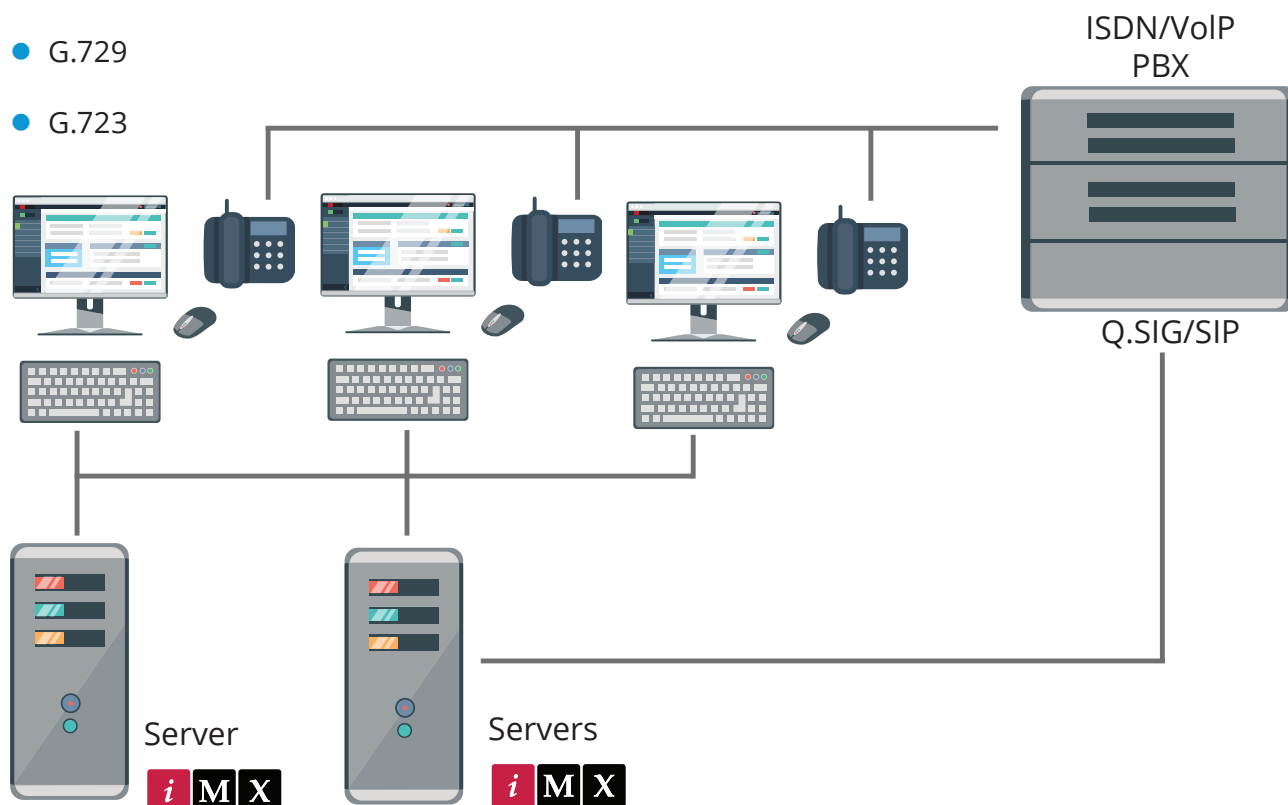 ISDN/VoIP
PBX
G.729
G.723
Q.SIG/SIP
Server
Servers
i M X
i M X